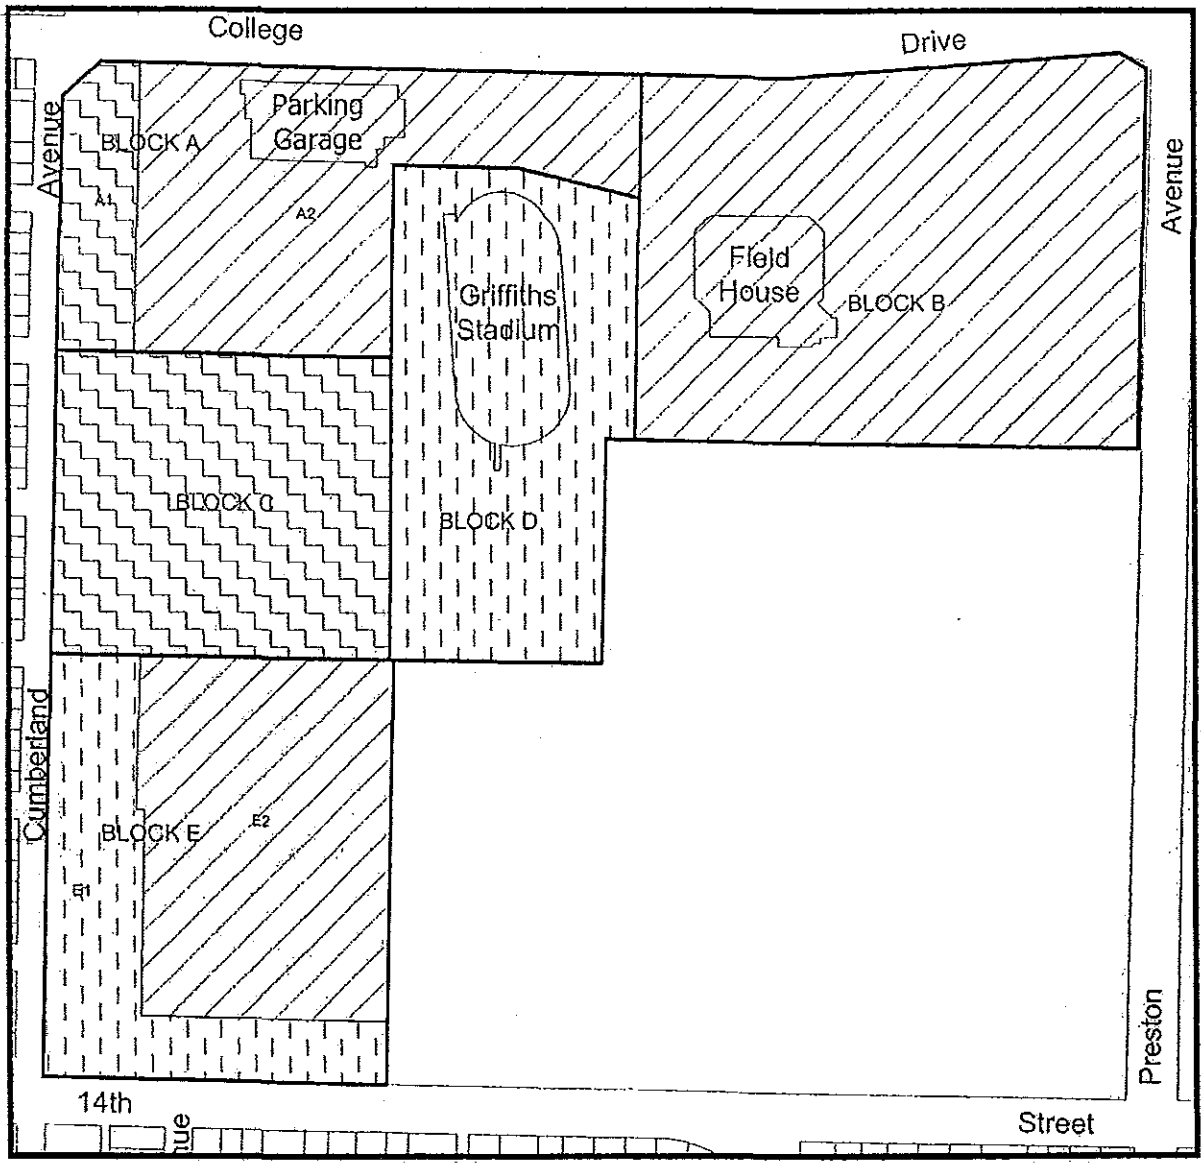 College
Drive
Parking
Garage
Avenue
BLOCK A
A1
A2
Avenue
Field
House
BLOCK B
Griffiths
Stadium
BLOCK C
BLOCK D
Cumberland
BLOCK E
E2
E1
Preston
14th
Street
nue